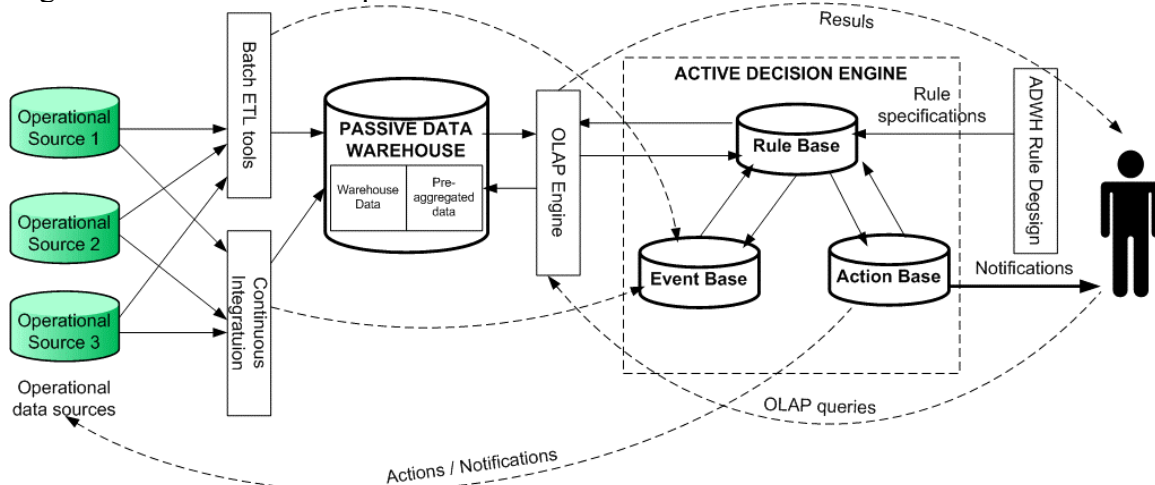 Resuls
Batch ETL tools
ACTIVE DECISION ENGINE
Operational
Source 1
PASSIVE DATA
WAREHOUSE
Warehouse
Data
Pre-
aggregated
data
OLAP Engine
Rule Base
Rule
specifications
ADWH Rule Degsign
Operational
Source 2
Continuous
Integratuion
Event Base
Action Base
Notifications
Operational
Source 3
Operational
data sources
OLAP queries
Actions / Notifications